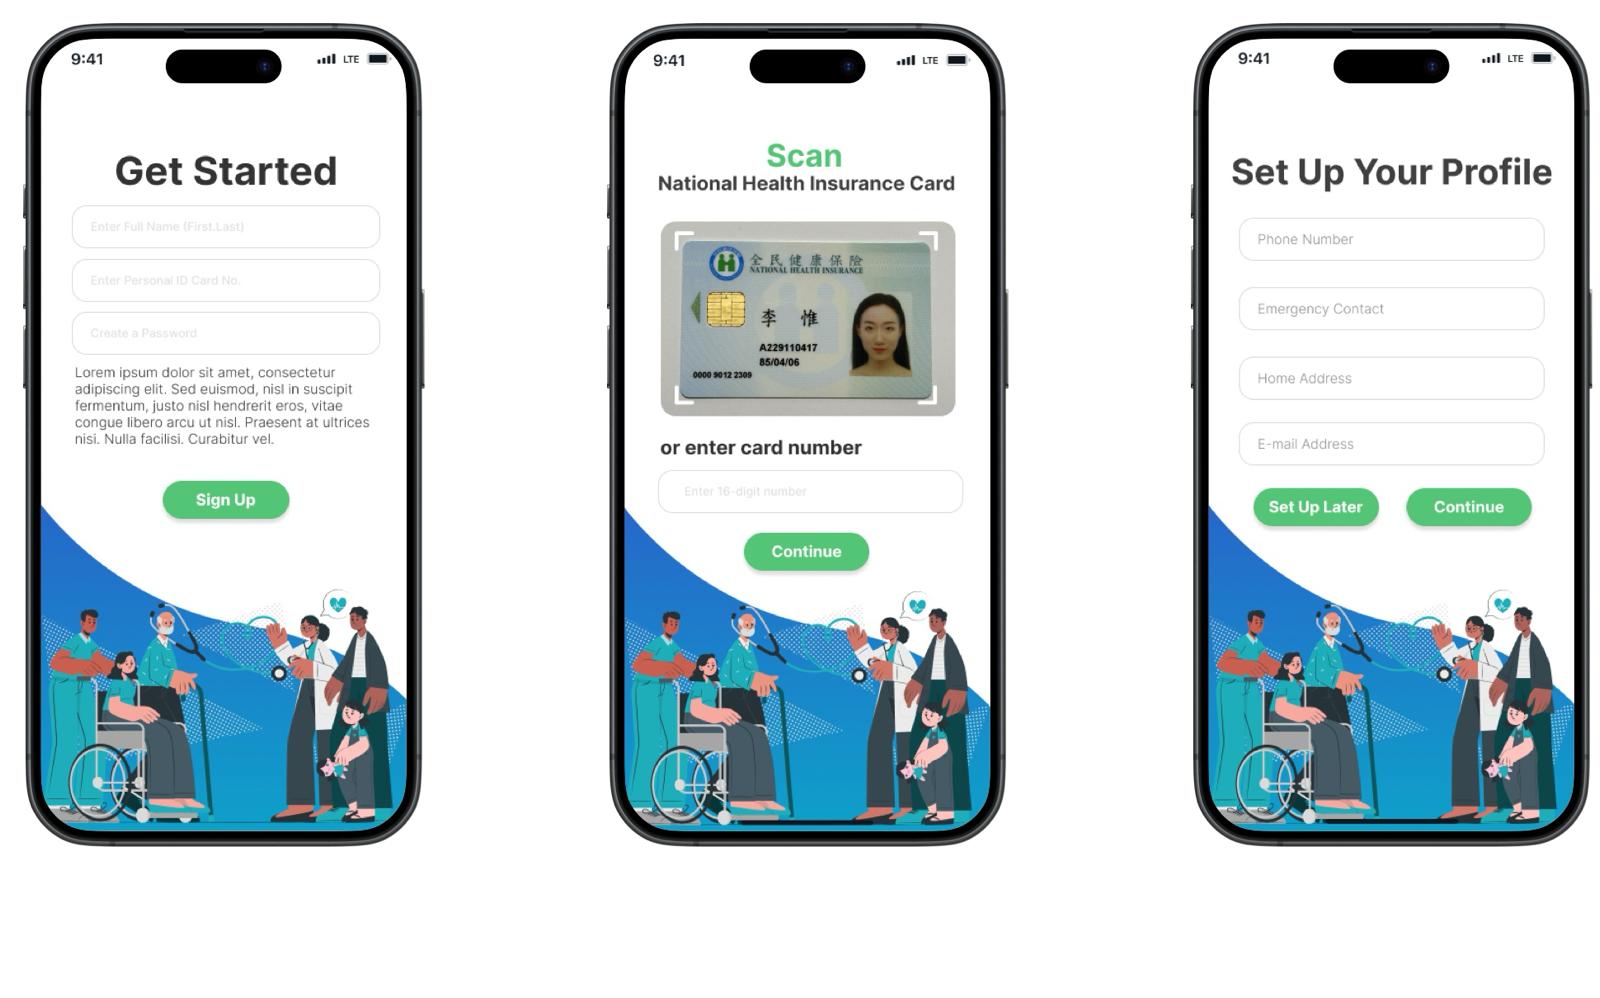 9:41
LTE
Get Started
Enter Full Name (First.Last)
Enter Personal ID Card No.
Create a Password
Lorem ipsum dolor sit amet, consectetur
adipiscing elit. Sed euismod, nisl in suscipit
fermentum, justo nisl hendrerit eros, vitae
congue libero arcu ut nisl. Praesent at ultrices
nisi. Nulla facilisi. Curabitur vel.
Sign Up
9:41
LTE
Scan
National Health Insurance Card
全民健康保險
NATIONAL HEALTH INSURANCE
李 惟
A229110417
85/04/06
0000 9012 2309
or enter card number
Enter 16-digit number
Continue
9:41
LTE
Set Up Your Profile
Phone Number
Emergency Contact
Home Address
E-mail Address
Set Up Later
Continue